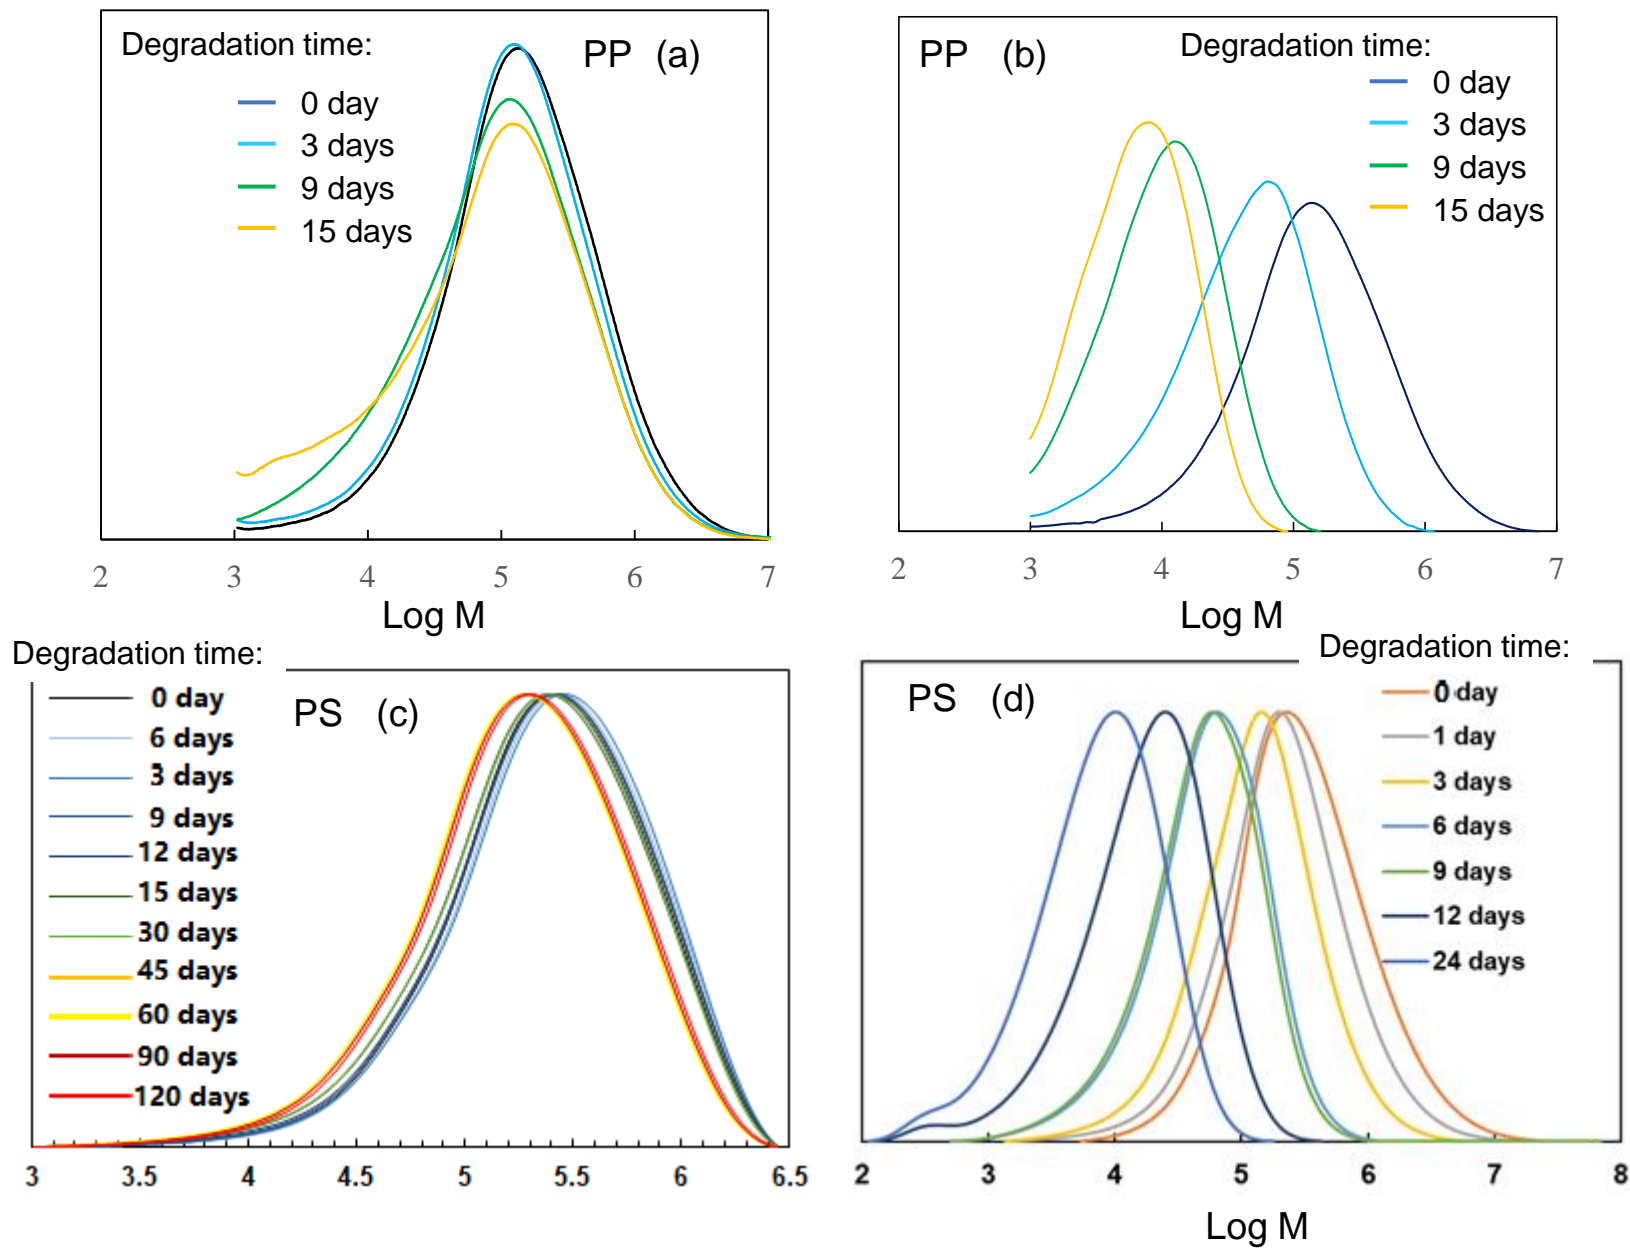 Degradation time:
PP (a)
0 day
3 days
9 days
15 days
2 3 4 5 6 7
Log M
PP (b)
Degradation time:
0 day
3 days
9 days
15 days
2 3 4 5 6 7
Log M
Degradation time:
PS (c)
0 day
6 days
3 days
9 days
12 days
15 days
30 days
45 days
60 days
90 days
120 days
3 3.5 4 4.5 5 5.5 6 6.5
Degradation time:
PS (d)
0 day
1 day
3 days
6 days
9 days
12 days
24 days
2 3 4 5 6 7 8
Log M